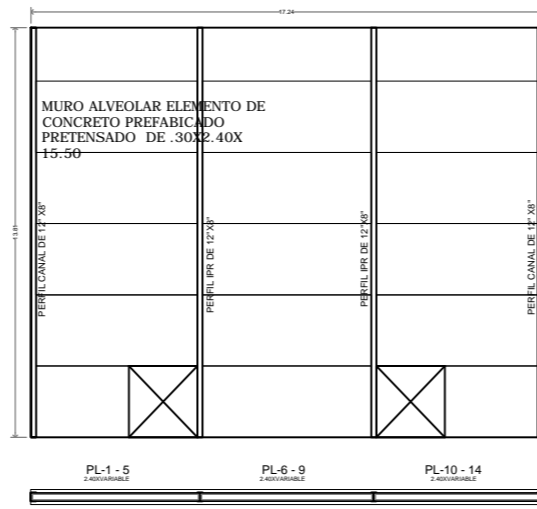 17.24
MURO ALVEOLAR ELEMENTO DE
CONCRETO PREFABICADO
PRETENSADO DE .30X2.40X
15.50
13.81
PERFIL CANAL DE 12" X8"
PERFIL IPR DE 12"X8"
PERFIL IPR DE 12"X8"
PERFIL CANAL DE 12" X8"
PL-1 - 5
2.40XVARIABLE
PL-6 - 9
2.40XVARIABLE
PL-10 - 14
2.40XVARIABLE